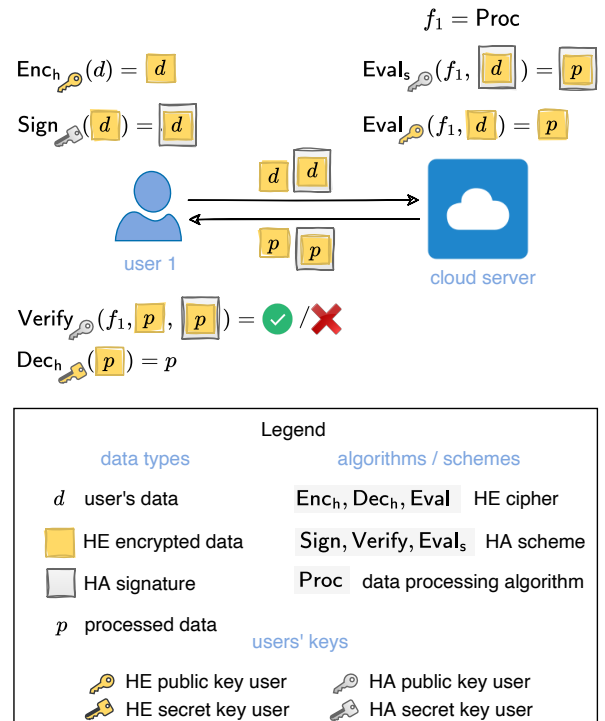 f₁ = Proc
Encₕ(d) = d
Evalₛ(f₁, d) = p
Sign(d) = d
Eval(f₁, d) = p
d d
p p
user 1
cloud server
Verify(f₁, p, p) = /
Decₕ(p) = p
Legend
data types
algorithms / schemes
d user's data
Encₕ, Decₕ, Eval HE cipher
HE encrypted data
Sign, Verify, Evalₛ HA scheme
HA signature
Proc data processing algorithm
p processed data
users' keys
HE public key user
HA public key user
HE secret key user
HA secret key user